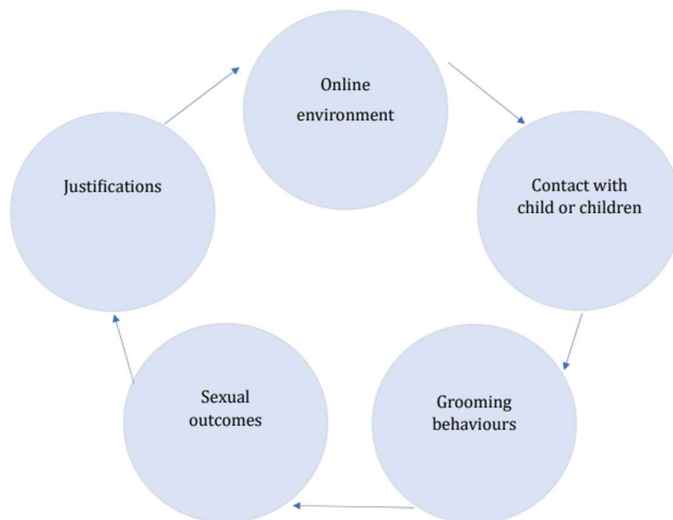 Online
environment
Justifications
Contact with
child or children
Sexual
outcomes
Grooming
behaviours